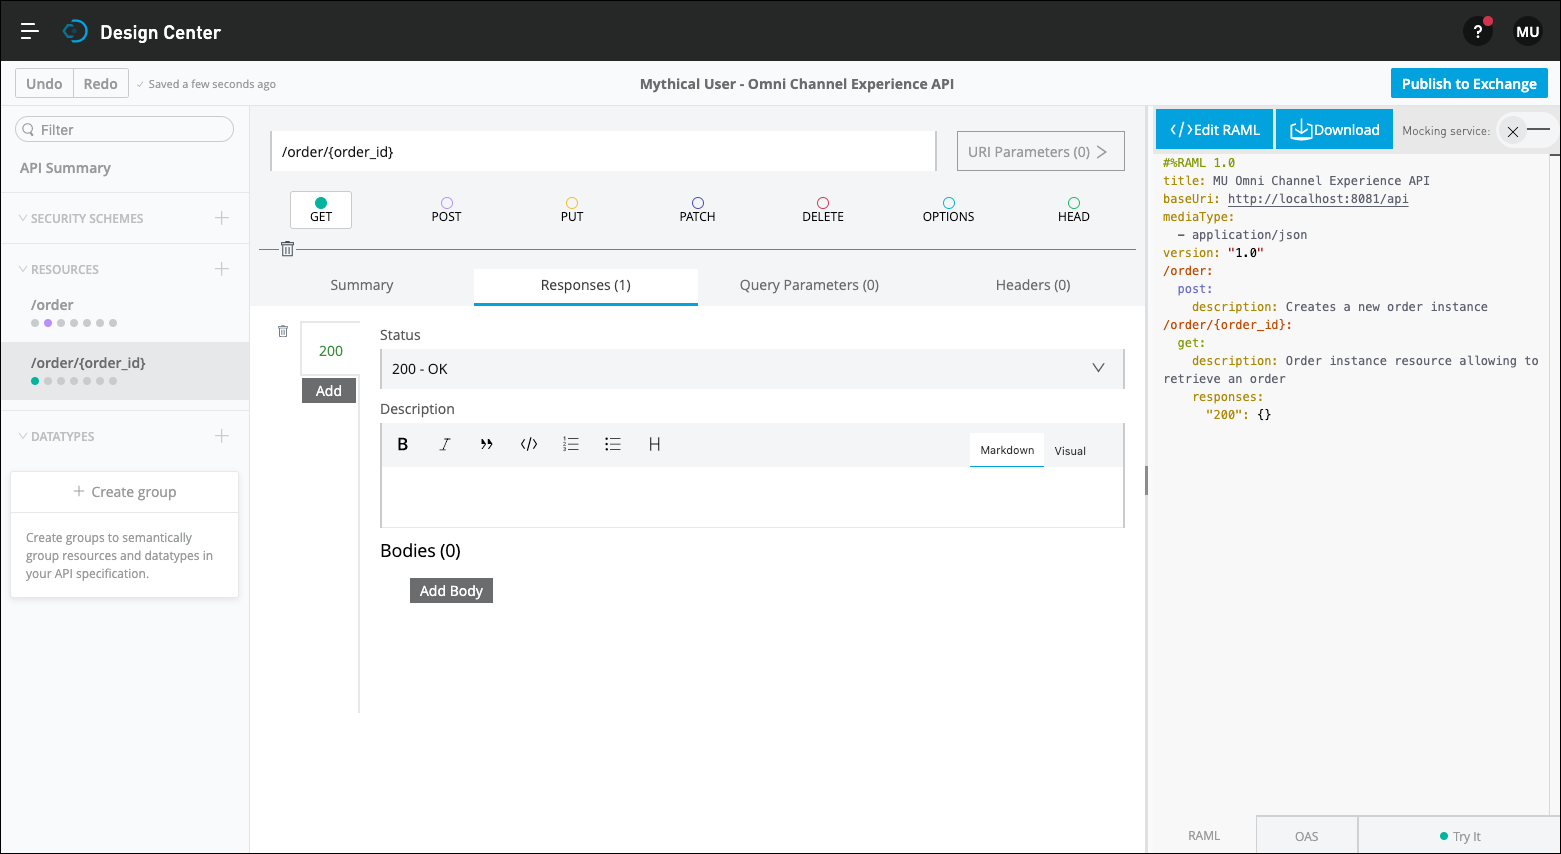 Design Center
?
MU
Undo
Redo
✓ Saved a few seconds ago
Mythical User - Omni Channel Experience API
Publish to Exchange
Filter
API Summary
SECURITY SCHEMES
RESOURCES
/order
/order/{order_id}
DATATYPES
+ Create group
Create groups to semantically
group resources and datatypes in
your API specification.
/order/{order_id}
URI Parameters (0) >
GET
POST
PUT
PATCH
DELETE
OPTIONS
HEAD
Summary
Responses (1)
Query Parameters (0)
Headers (0)
200
Add
Status
200 - OK
Description
B
I
”
</>
H
Markdown
Visual
Bodies (0)
Add Body
</>Edit RAML
Download
Mocking service:
#%RAML 1.0
title: MU Omni Channel Experience API
baseUri: http://localhost:8081/api
mediaType:
- application/json
version: "1.0"
/order:
post:
description: Creates a new order instance
/order/{order_id}:
get:
description: Order instance resource allowing to
retrieve an order
responses:
"200": {}
RAML
OAS
Try It